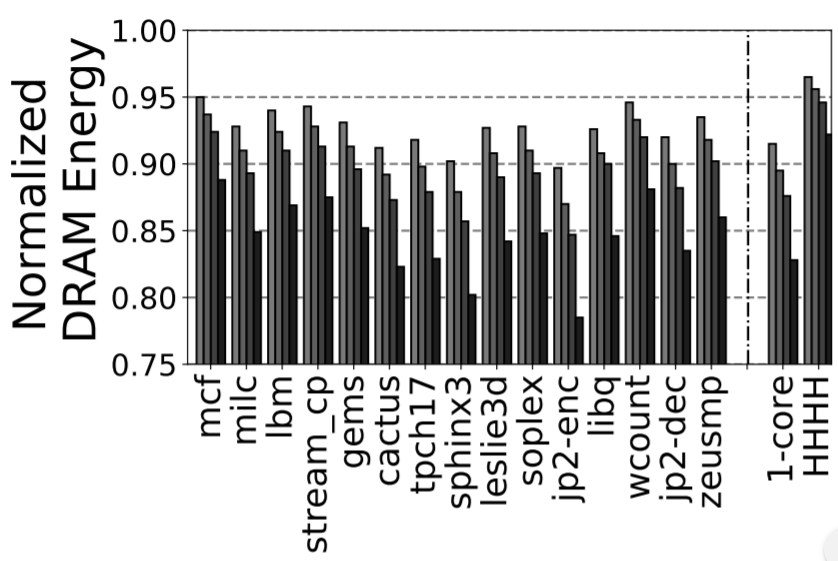 Normalized
DRAM Energy
1.00
0.95
0.90
0.85
0.80
0.75
mcf
milc
lbm
stream_cp
gems
cactus
tpch17
sphinx3
leslie3d
soplex
jp2-enc
libq
wcount
jp2-dec
zeusmp
1-core
HHHH